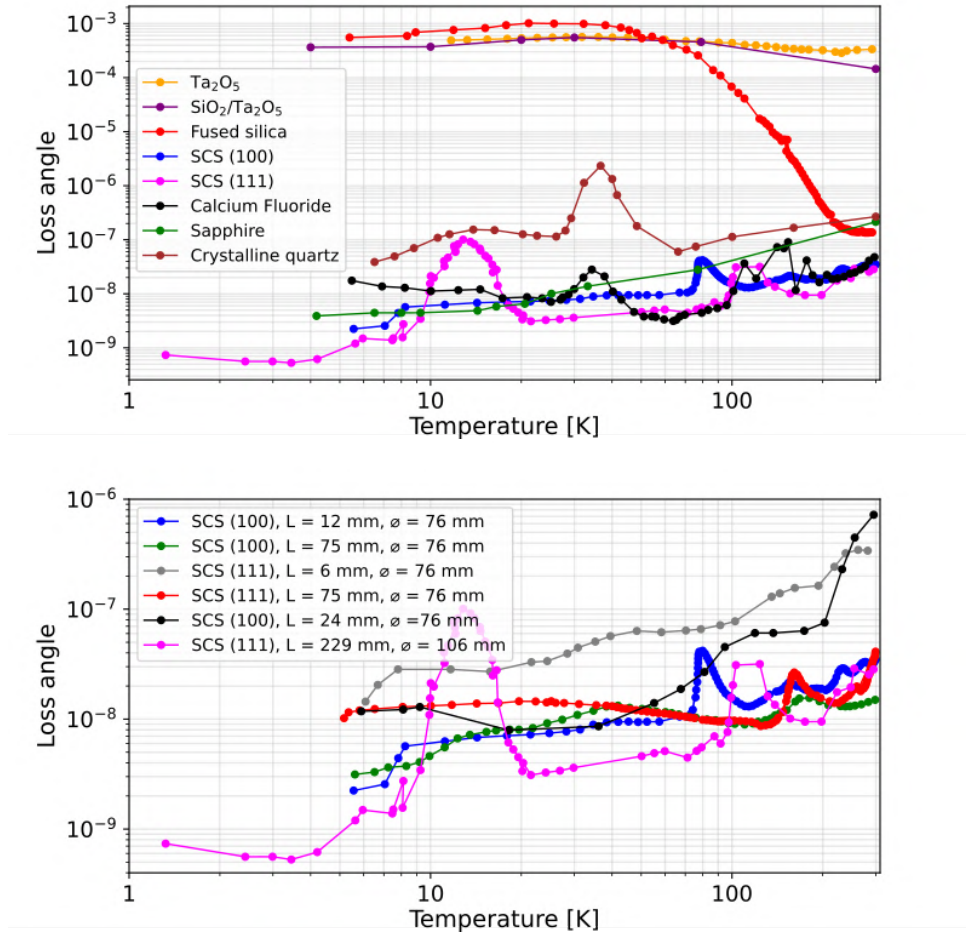 10⁻³
10⁻⁴
10⁻⁵
10⁻⁶
10⁻⁷
10⁻⁸
10⁻⁹
Loss angle
Ta₂O₅
SiO₂/Ta₂O₅
Fused silica
SCS (100)
SCS (111)
Calcium Fluoride
Sapphire
Crystalline quartz
1 10 100
Temperature [K]
10⁻⁶
10⁻⁷
10⁻⁸
10⁻⁹
Loss angle
SCS (100), L = 12 mm, ⌀ = 76 mm
SCS (100), L = 75 mm, ⌀ = 76 mm
SCS (111), L = 6 mm, ⌀ = 76 mm
SCS (111), L = 75 mm, ⌀ = 76 mm
SCS (100), L = 24 mm, ⌀ =76 mm
SCS (111), L = 229 mm, ⌀ = 106 mm
1 10 100
Temperature [K]